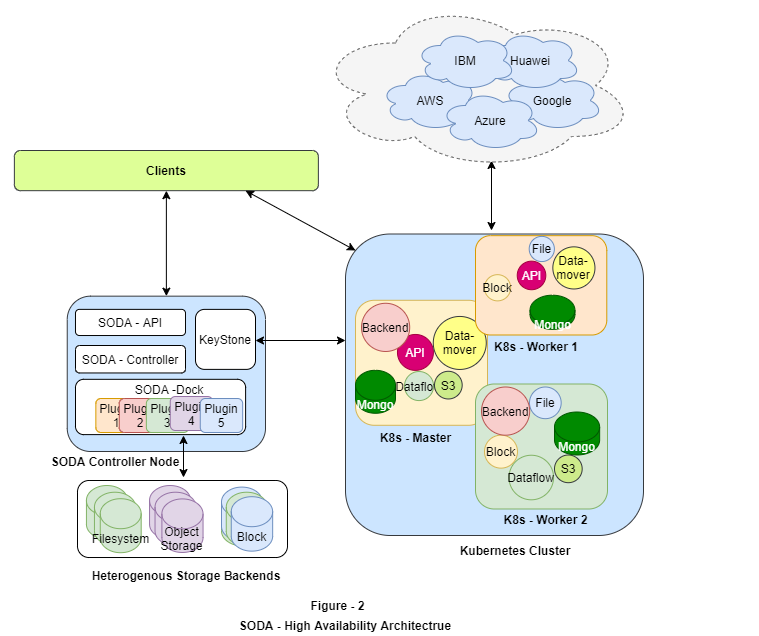 IBM
Huawei
AWS
Google
Azure
Clients
File
Data-
mover
API
Block
Mongo
K8s - Worker 1
SODA - API
KeyStone
SODA - Controller
SODA -Dock
Plugin
1
Plugin
2
Plugin
3
Plugin
4
Plugin
5
SODA Controller Node
Backend
API
Data-
mover
Mongo
Dataflo
S3
K8s - Master
Backend
File
Mongo
Block
S3
Dataflow
K8s - Worker 2
Kubernetes Cluster
Filesystem
Object
Storage
Block
Heterogenous Storage Backends
Figure - 2
SODA - High Availability Architectrue